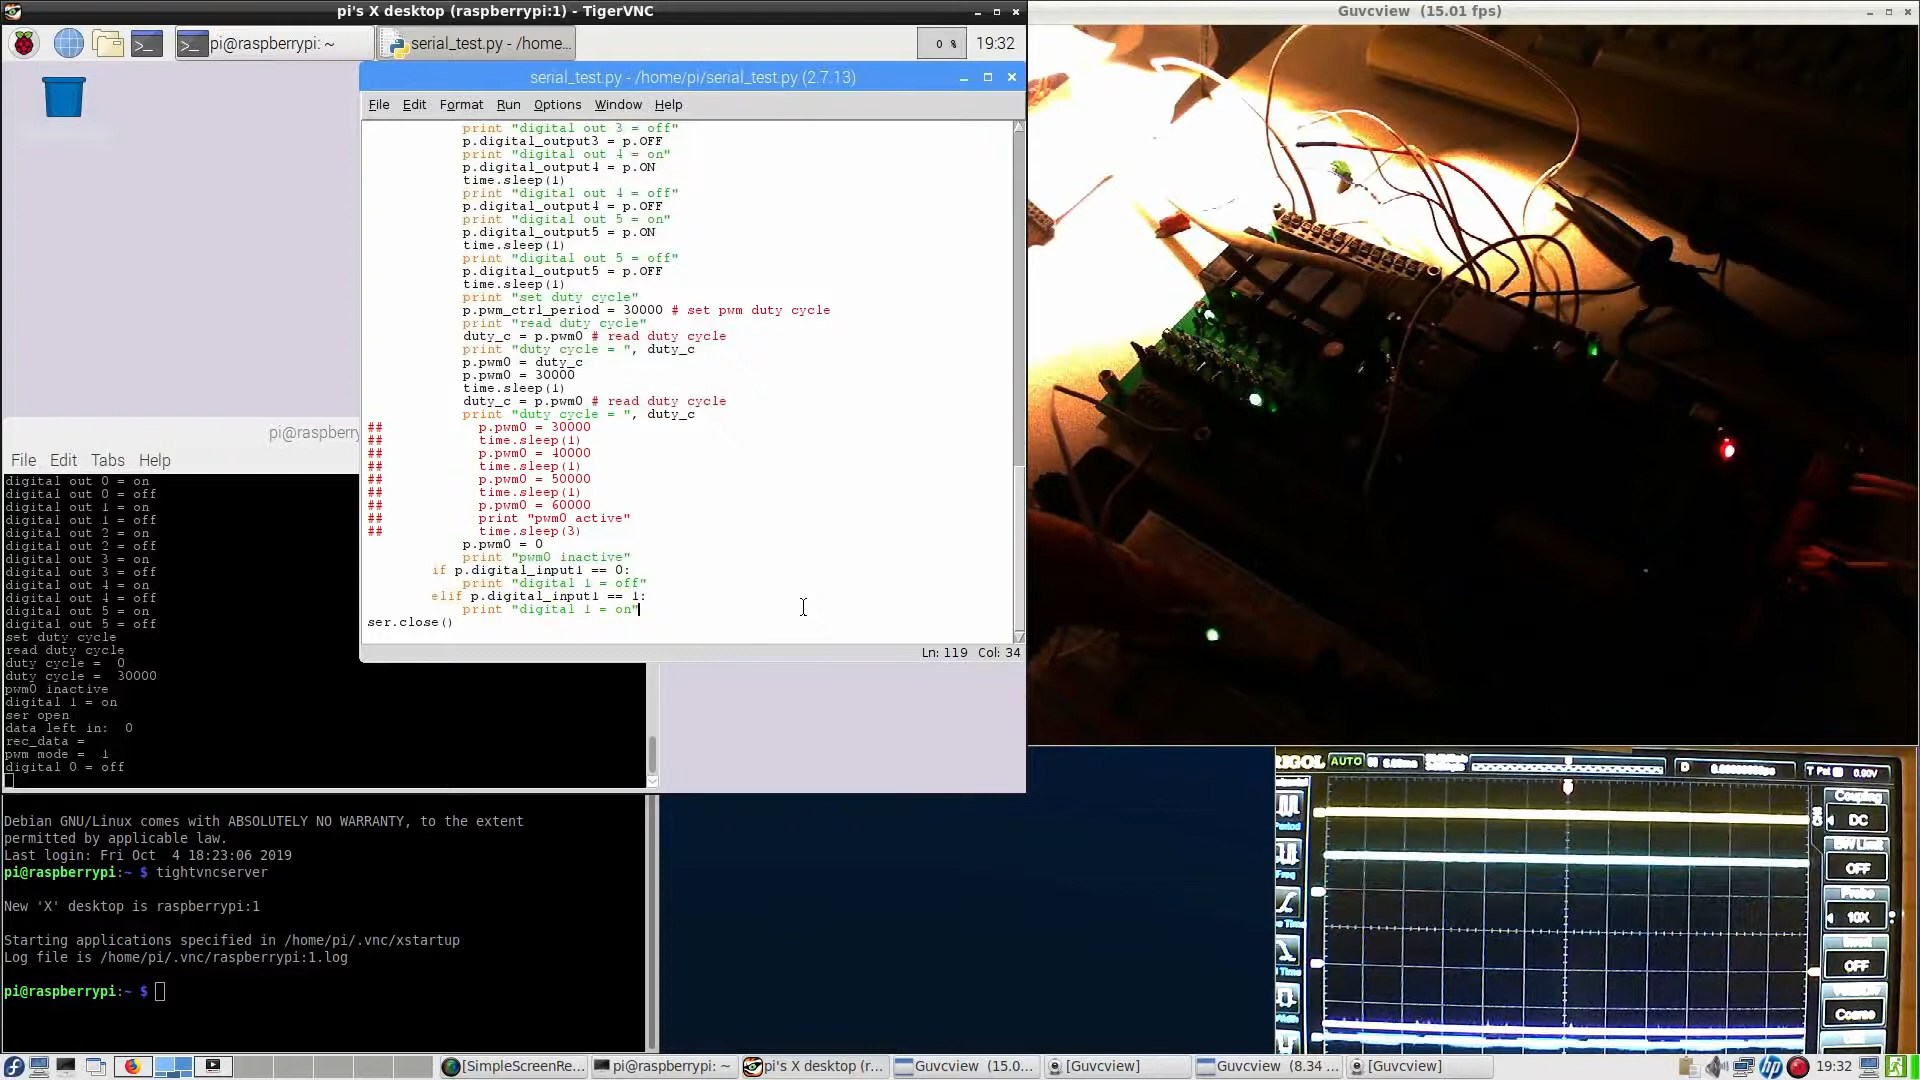 pi's X desktop (raspberrypi:1) - TigerVNC
Guvcview (15.01 fps)
pi@raspberrypi: ~
serial_test.py - /home...
0 %
19:32
serial_test.py - /home/pi/serial_test.py (2.7.13)
File Edit Format Run Options Window Help
print "digital out 3 = off"
p.digital_output3 = p.OFF
print "digital out 4 = on"
p.digital_output4 = p.ON
time.sleep(1)
print "digital out 4 = off"
p.digital_output4 = p.OFF
print "digital out 5 = on"
p.digital_output5 = p.ON
time.sleep(1)
print "digital out 5 = off"
p.digital_output5 = p.OFF
time.sleep(1)
print "set duty cycle"
p.pwm_ctrl_period = 30000 # set pwm duty cycle
print "read duty cycle"
duty_c = p.pwm0 # read duty cycle
print "duty cycle = ", duty_c
p.pwm0 = duty_c
p.pwm0 = 30000
time.sleep(1)
duty_c = p.pwm0 # read duty cycle
print "duty cycle = ", duty_c
## p.pwm0 = 30000
## time.sleep(1)
## p.pwm0 = 40000
## time.sleep(1)
## p.pwm0 = 50000
## time.sleep(1)
## p.pwm0 = 60000
## print "pwm0 active"
## time.sleep(3)
p.pwm0 = 0
print "pwm0 inactive"
if p.digital_input1 == 0:
print "digital 1 = off"
elif p.digital_input1 == 1:
print "digital 1 = on"
ser.close()
Ln: 119 Col: 34
pi@raspberry
File Edit Tabs Help
digital out 0 = on
digital out 0 = off
digital out 1 = on
digital out 1 = off
digital out 2 = on
digital out 2 = off
digital out 3 = on
digital out 3 = off
digital out 4 = on
digital out 4 = off
digital out 5 = on
digital out 5 = off
set duty cycle
read duty cycle
duty cycle =  0
duty cycle =  30000
pwm0 inactive
digital 1 = on
ser open
data left in:  0
rec_data =
pwm mode =  1
digital 0 = off
Debian GNU/Linux comes with ABSOLUTELY NO WARRANTY, to the extent
permitted by applicable law.
Last login: Fri Oct  4 18:23:06 2019
pi@raspberrypi:~ $ tightvncserver
New 'X' desktop is raspberrypi:1
Starting applications specified in /home/pi/.vnc/xstartup
Log file is /home/pi/.vnc/raspberrypi:1.log
pi@raspberrypi:~ $
RIGOL AUTO H
D
T
0.00V
Period
Freq
Coupling
DC
BW Limit
OFF
Probe
10X
Invert
OFF
Coarse
[SimpleScreenRe...
pi@raspberrypi: ~
pi's X desktop (r...
Guvcview (15.0...
[Guvcview]
Guvcview (8.34 ...
[Guvcview]
hp
19:32